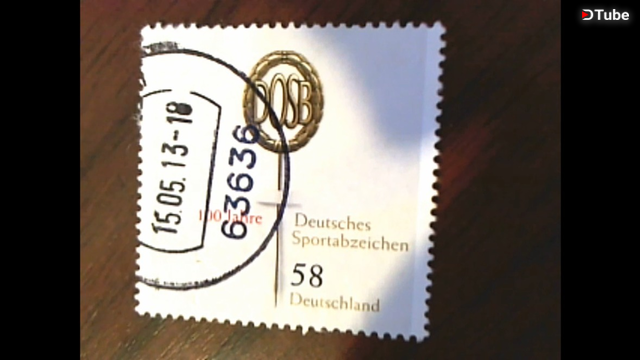 DTube
DOSB
15.05.13-18
63636
100 Jahre
Deutsches
Sportabzeichen
58
Deutschland